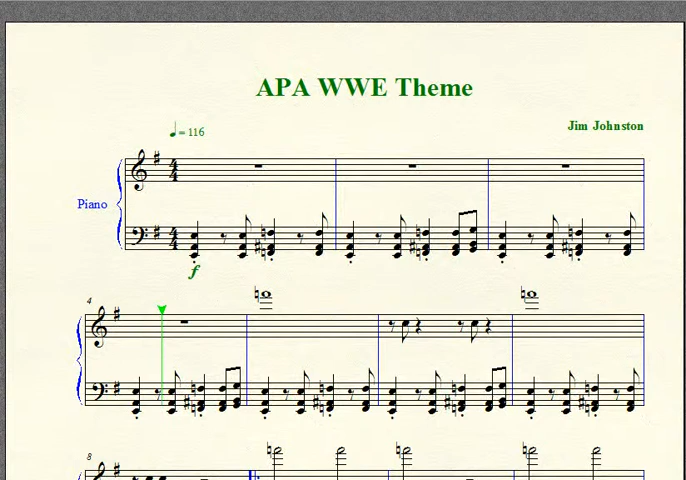 APA WWE Theme
Jim Johnston
= 116
Piano
f
4
8